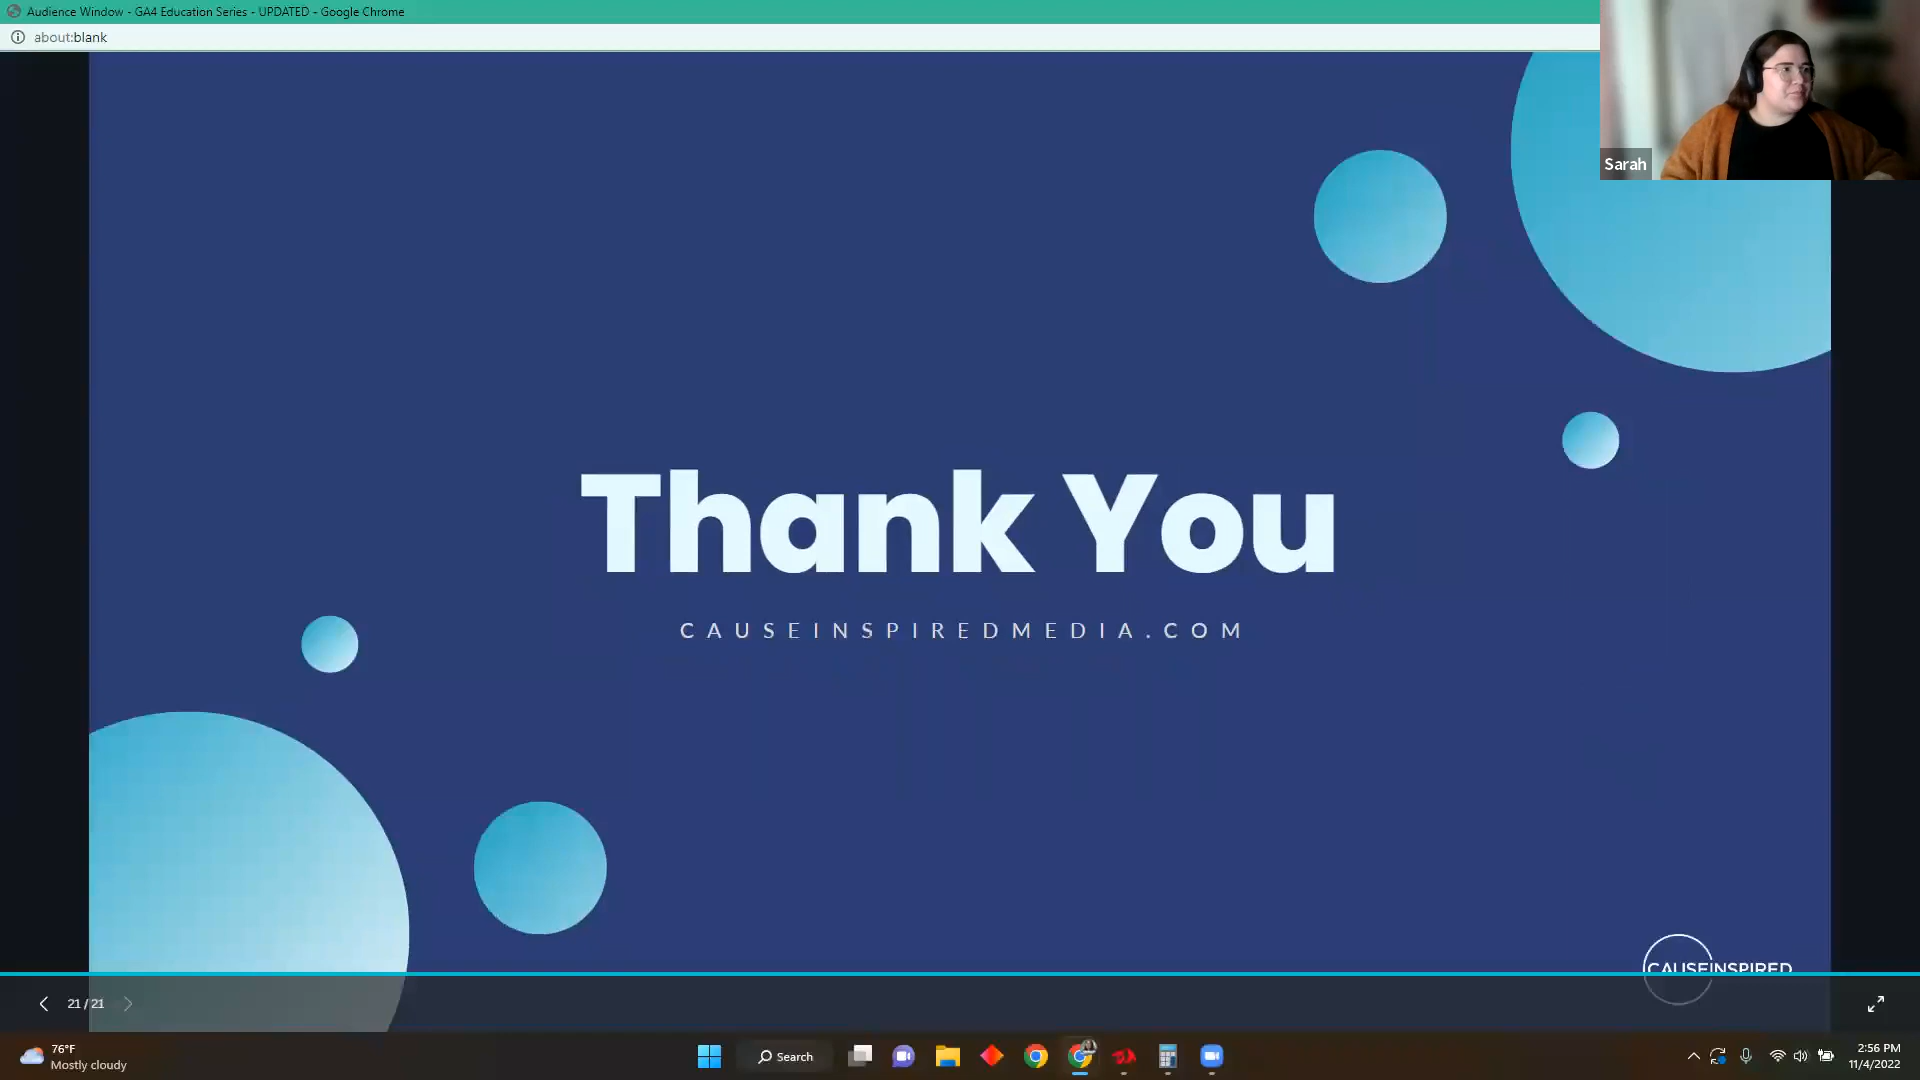 Audience Window - GA4 Education Series - UPDATED - Google Chrome
about:blank
Sarah
Thank You
CAUSEINSPIREDMEDIA.COM
CAUSEINSPIRED
21 / 21
76°F
Mostly cloudy
Search
2:56 PM
11/4/2022